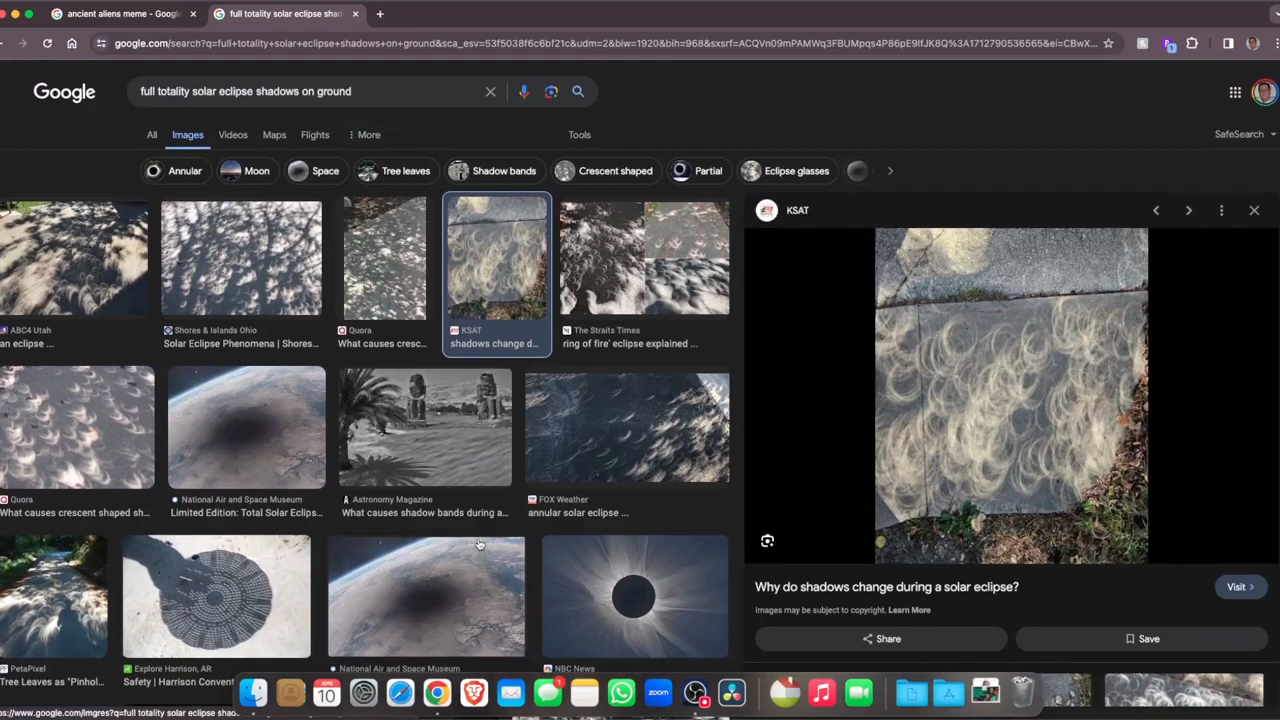 ancient aliens meme - Google
full totality solar eclipse shad
google.com/search?q=full+totality+solar+eclipse+shadows+on+ground&sca_esv=53f5038f6c6bf21c&udm=2&biw=1920&bih=968&sxsrf=ACQVn09mPAMWq3FBUMpqs4P86pE9lfJK8Q%3A1712790536565&ei=CBwX...
Google
full totality solar eclipse shadows on ground
All
Images
Videos
Maps
Flights
More
Tools
SafeSearch
Annular
Moon
Space
Tree leaves
Shadow bands
Crescent shaped
Partial
Eclipse glasses
KSAT
ABC4 Utah
an eclipse ...
Shores & Islands Ohio
Solar Eclipse Phenomena | Shores...
Quora
What causes cresc...
KSAT
shadows change d...
The Straits Times
ring of fire' eclipse explained ...
Quora
What causes crescent shaped sh...
National Air and Space Museum
Limited Edition: Total Solar Eclips...
Astronomy Magazine
What causes shadow bands during a...
FOX Weather
annular solar eclipse ...
Why do shadows change during a solar eclipse?
Visit
Images may be subject to copyright. Learn More
Share
Save
PetaPixel
Tree Leaves as "Pinhol...
Explore Harrison, AR
Safety | Harrison Convent
National Air and Space Museum
NBC News
APR
10
1
zoom
https://www.google.com/imgres?q=full totality solar eclipse shad